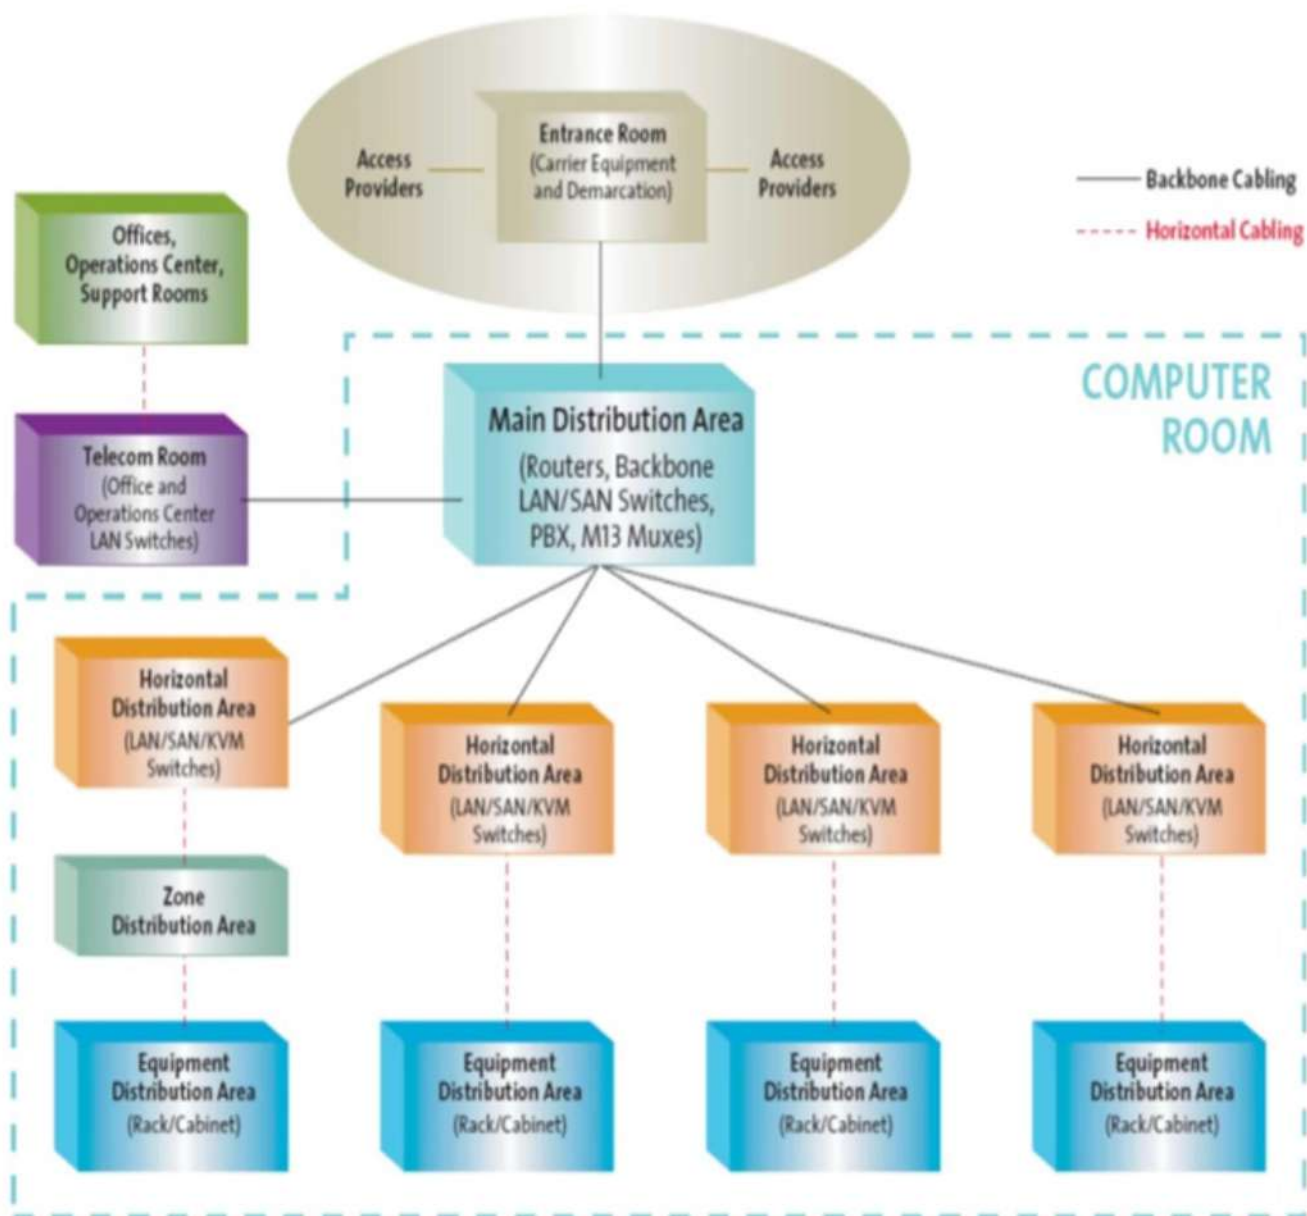 Entrance Room
(Carrier Equipment
and Demarcation)
Access
Providers
Access
Providers
Backbone Cabling
Horizontal Cabling
Offices,
Operations Center,
Support Rooms
COMPUTER
ROOM
Telecom Room
(Office and
Operations Center
LAN Switches)
Main Distribution Area
(Routers, Backbone
LAN/SAN Switches,
PBX, M13 Muxes)
Horizontal
Distribution Area
(LAN/SAN/KVM
Switches)
Horizontal
Distribution Area
(LAN/SAN/KVM
Switches)
Horizontal
Distribution Area
(LAN/SAN/KVM
Switches)
Horizontal
Distribution Area
(LAN/SAN/KVM
Switches)
Zone
Distribution Area
Equipment
Distribution Area
(Rack/Cabinet)
Equipment
Distribution Area
(Rack/Cabinet)
Equipment
Distribution Area
(Rack/Cabinet)
Equipment
Distribution Area
(Rack/Cabinet)